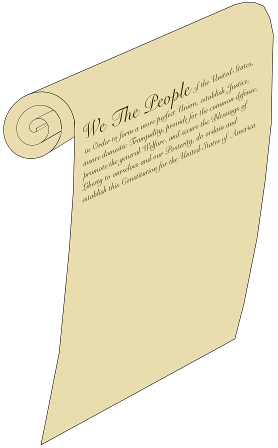 We The People of the United States,
in Order to form a more perfect Union, establish Justice,
insure domestic Tranquility, provide for the common defense,
promote the general Welfare, and secure the Blessings of
Liberty to ourselves and our Posterity, do ordain and
establish this Constitution for the United States of America